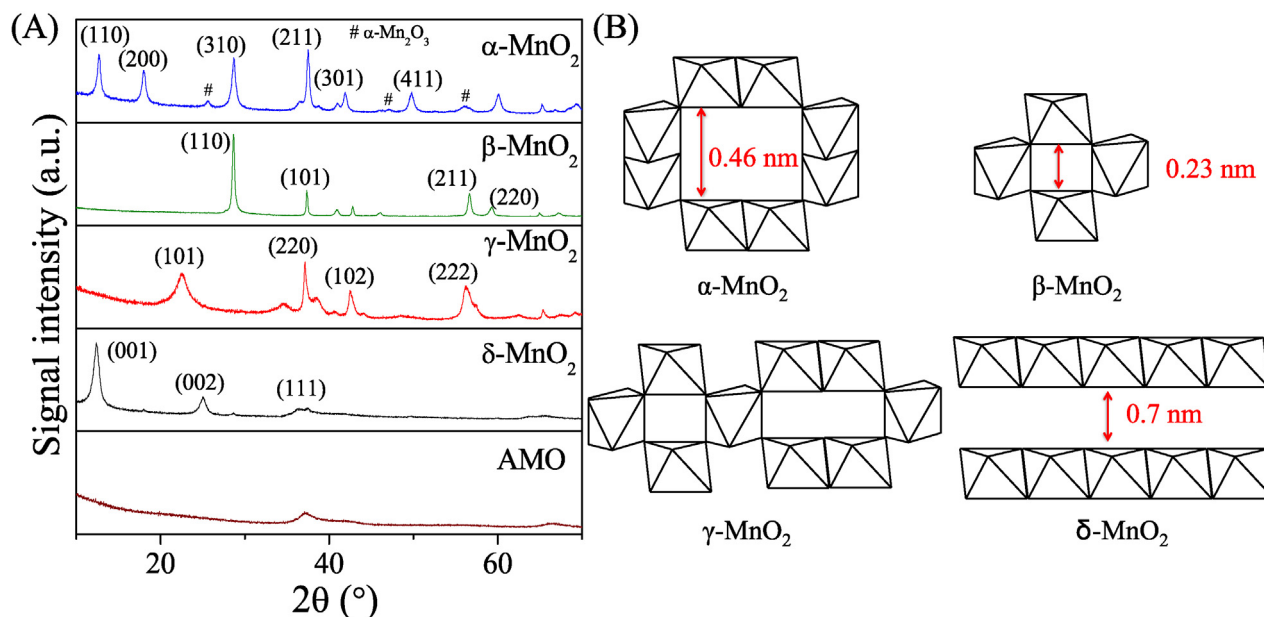 (A)
(110)
(200)
#
(310)
(211)
# α-Mn₂O₃
(301)
(411)
#
#
α-MnO₂
(110)
(101)
(211)
(220)
β-MnO₂
(101)
(220)
(102)
(222)
γ-MnO₂
(001)
(002)
(111)
δ-MnO₂
AMO
Signal intensity (a.u.)
20
40
60
2θ (°)
(B)
0.46 nm
α-MnO₂
0.23 nm
β-MnO₂
γ-MnO₂
0.7 nm
δ-MnO₂